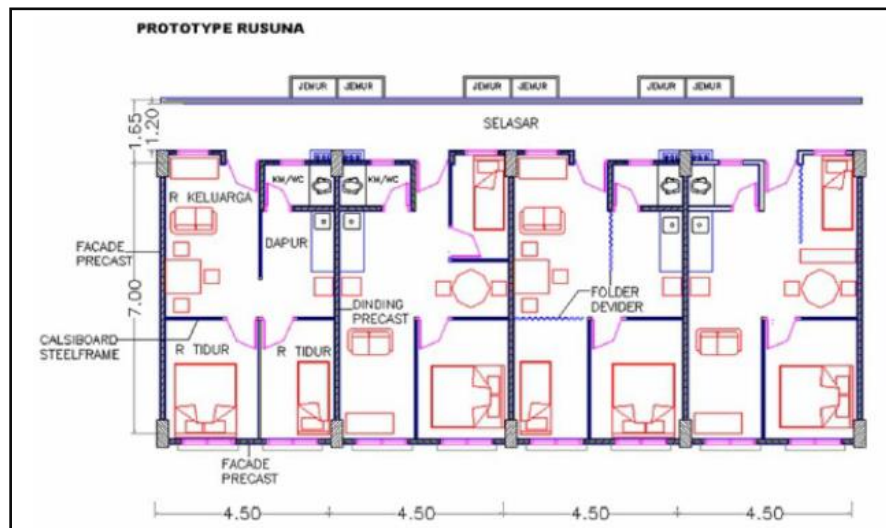 PROTOTYPE RUSUNA
JEMUR JEMUR JEMUR JEMUR JEMUR JEMUR
SELASAR
1.65
1.20
KM/WC KM/WC
R KELUARGA
DAPUR
FACADE
PRECAST
7.00
FOLDER
DEVIDER
DINDING
PRECAST
CALSIBOARD
STEELFRAME
R TIDUR R TIDUR
FACADE
PRECAST
4.50 4.50 4.50 4.50